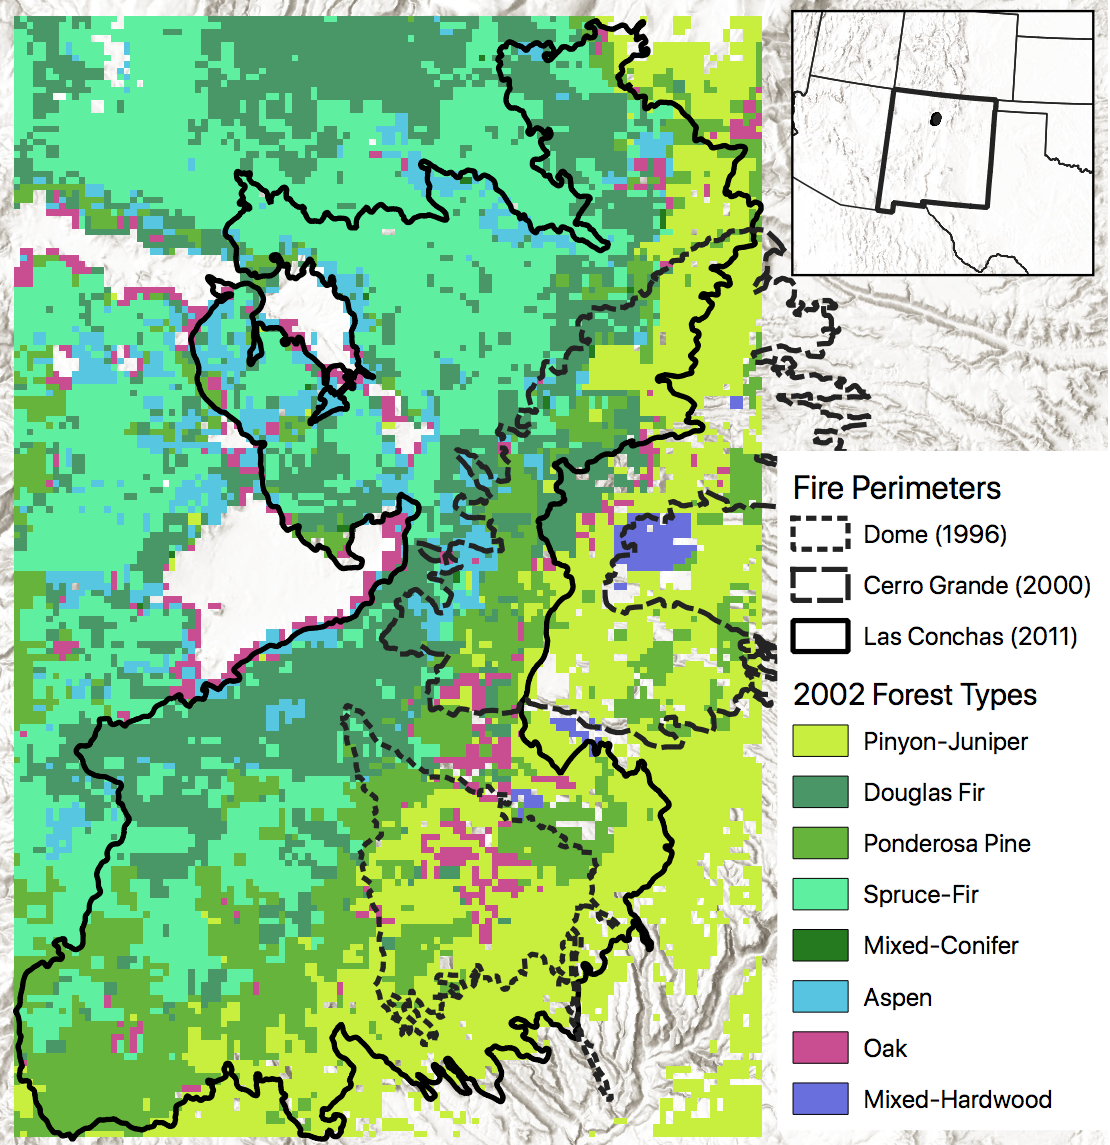 Fire Perimeters
Dome (1996)
Cerro Grande (2000)
Las Conchas (2011)
2002 Forest Types
Pinyon-Juniper
Douglas Fir
Ponderosa Pine
Spruce-Fir
Mixed-Conifer
Aspen
Oak
Mixed-Hardwood